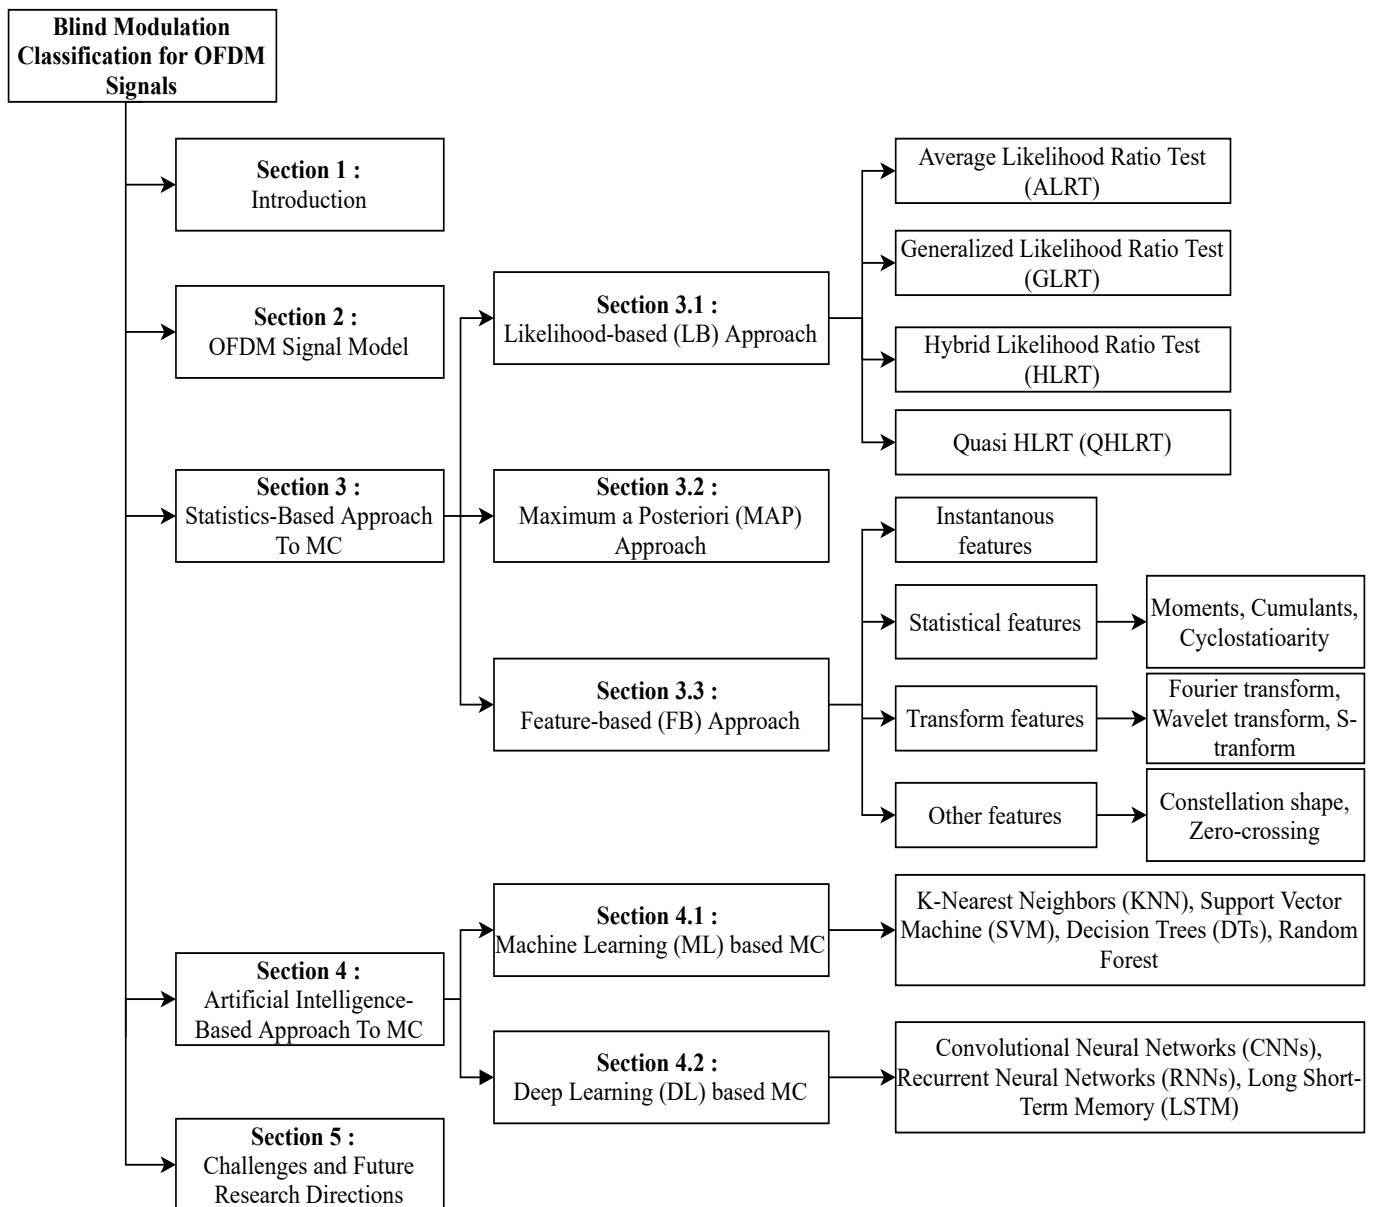 Blind Modulation
Classification for OFDM
Signals
Section 1 :
Introduction
Section 2 :
OFDM Signal Model
Section 3 :
Statistics-Based Approach
To MC
Section 3.1 :
Likelihood-based (LB) Approach
Average Likelihood Ratio Test
(ALRT)
Generalized Likelihood Ratio Test
(GLRT)
Hybrid Likelihood Ratio Test
(HLRT)
Quasi HLRT (QHLRT)
Section 3.2 :
Maximum a Posteriori (MAP)
Approach
Section 3.3 :
Feature-based (FB) Approach
Instantanous
features
Statistical features
Moments, Cumulants,
Cyclostatioarity
Transform features
Fourier transform,
Wavelet transform, S-
tranform
Other features
Constellation shape,
Zero-crossing
Section 4 :
Artificial Intelligence-
Based Approach To MC
Section 4.1 :
Machine Learning (ML) based MC
K-Nearest Neighbors (KNN), Support Vector
Machine (SVM), Decision Trees (DTs), Random
Forest
Section 4.2 :
Deep Learning (DL) based MC
Convolutional Neural Networks (CNNs),
Recurrent Neural Networks (RNNs), Long Short-
Term Memory (LSTM)
Section 5 :
Challenges and Future
Research Directions